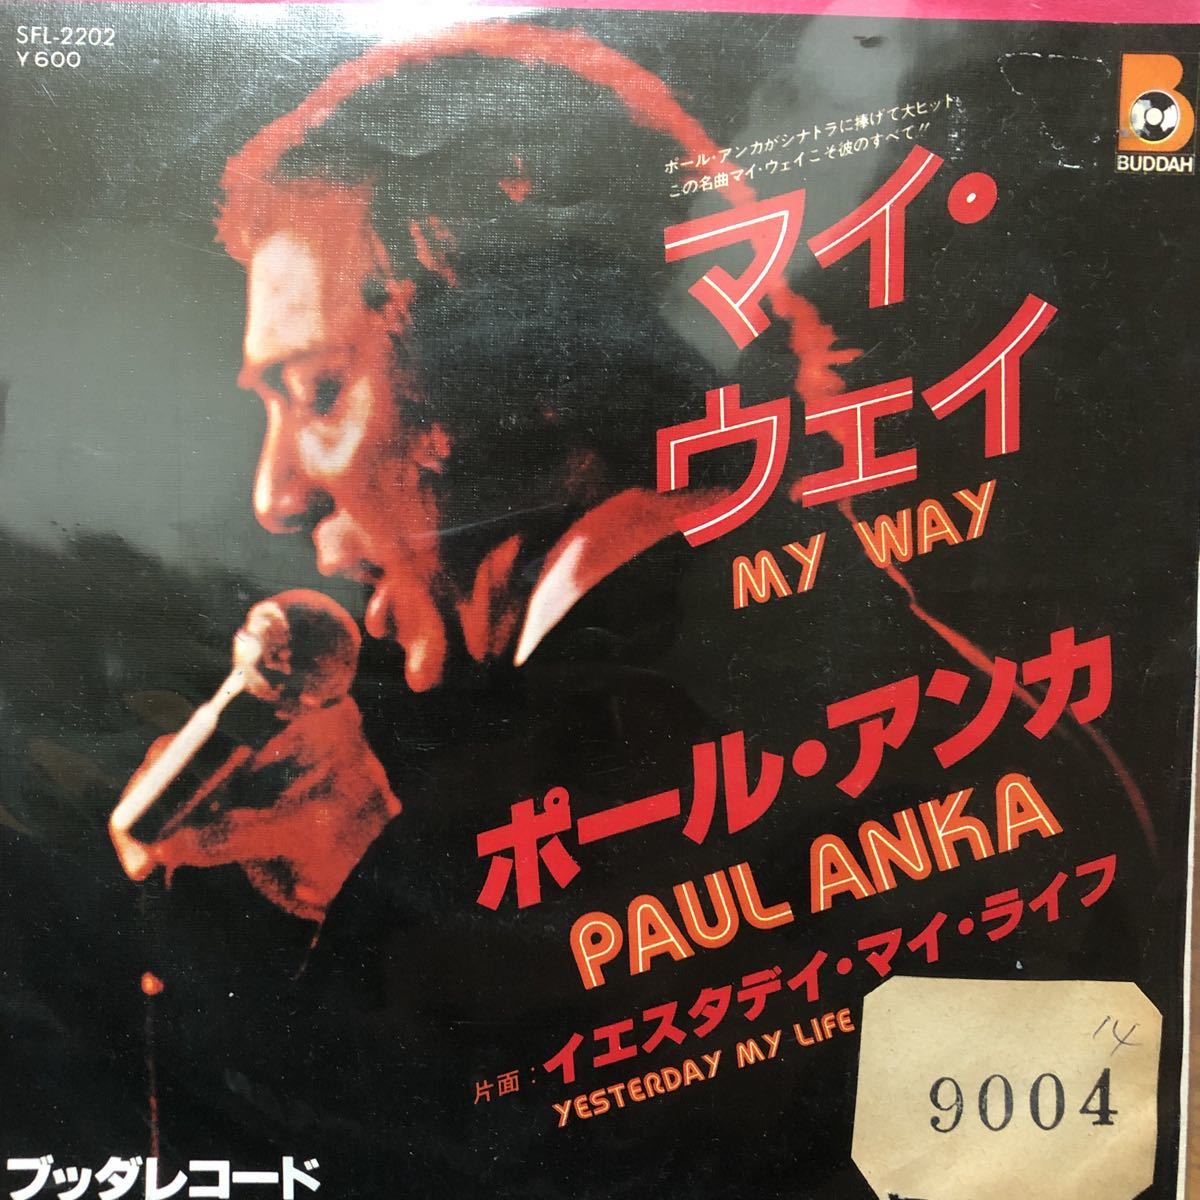 SFL-2202
¥600
BUDDAH
ポール・アンカがシナトラに捧げて大ヒット。
この名曲マイ・ウェイこそ彼のすべて!!
マイ・
ウェイ
MY WAY
ポール・アンカ
PAUL ANKA
片面：イエスタデイ・マイ・ライフ
YESTERDAY MY LIFE
14
9004
ブッダレコード